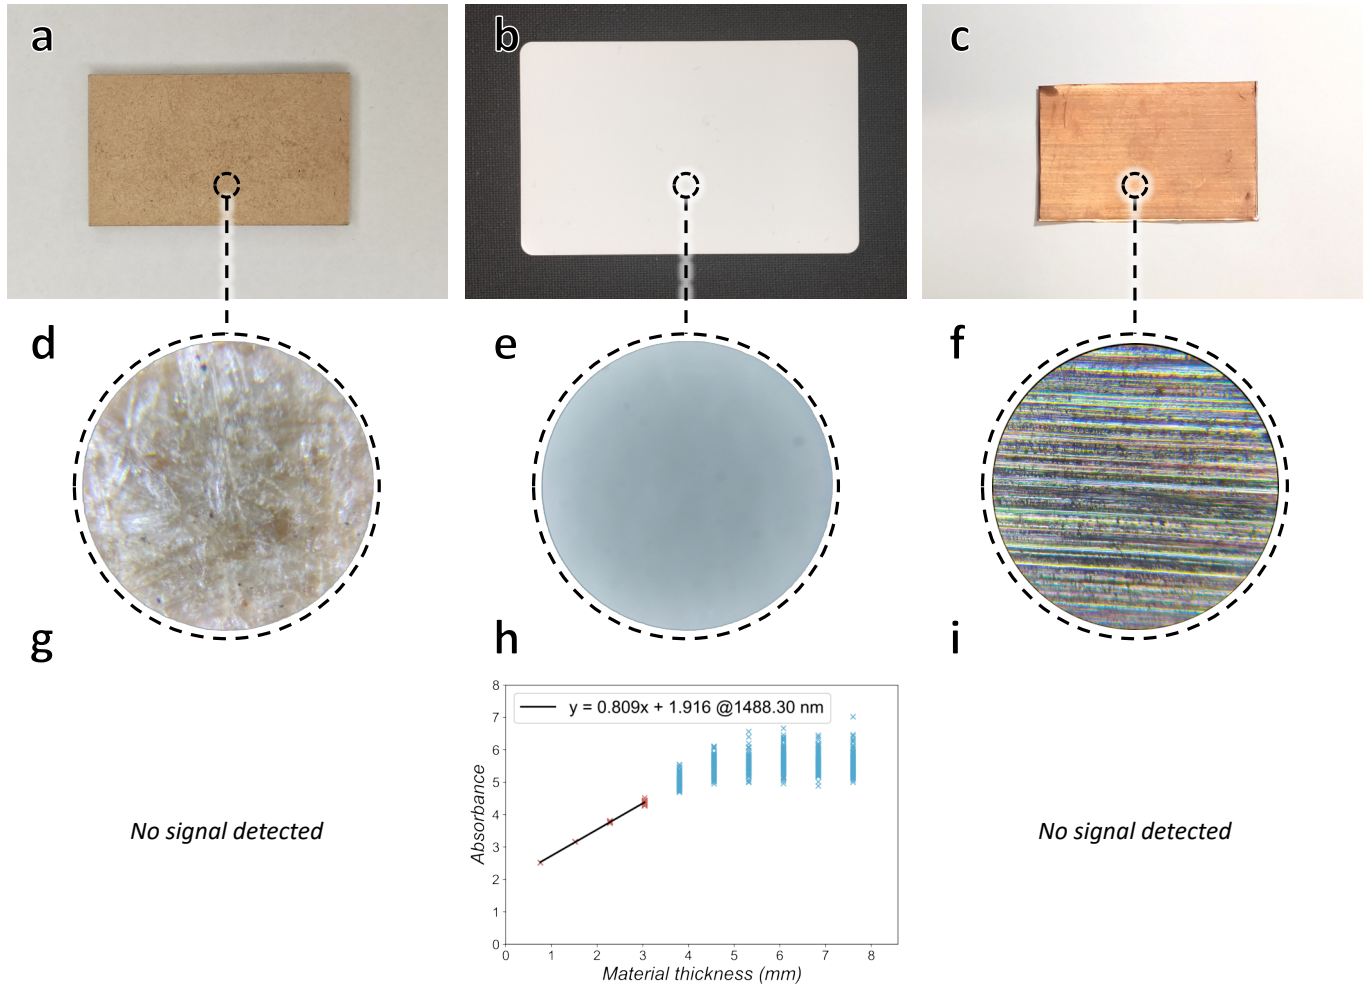 a
b
c
d
e
f
g
h
i
No signal detected
8
7
6
5
4
3
2
1
0
y = 0.809x + 1.916 @1488.30 nm
Absorbance
0 1 2 3 4 5 6 7 8
Material thickness (mm)
No signal detected